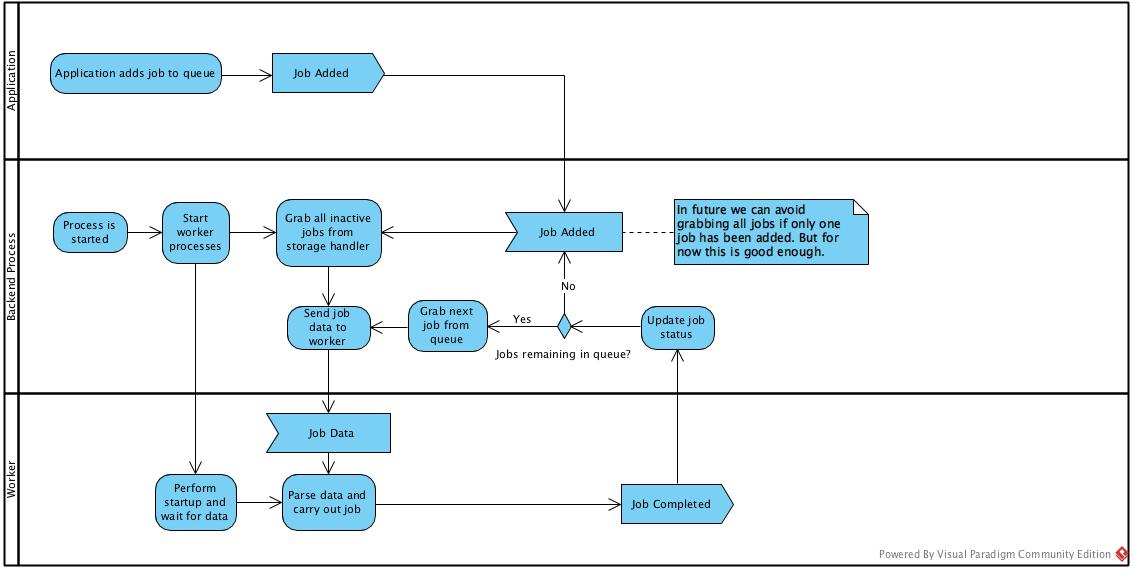 Application
Application adds job to queue
Job Added
Backend Process
Process is
started
Start
worker
processes
Grab all inactive
jobs from
storage handler
Job Added
In future we can avoid
grabbing all jobs if only one
job has been added. But for
now this is good enough.
No
Send job
data to
worker
Grab next
job from
queue
Yes
Jobs remaining in queue?
Update job
status
Worker
Job Data
Perform
startup and
wait for data
Parse data and
carry out job
Job Completed
Powered By Visual Paradigm Community Edition